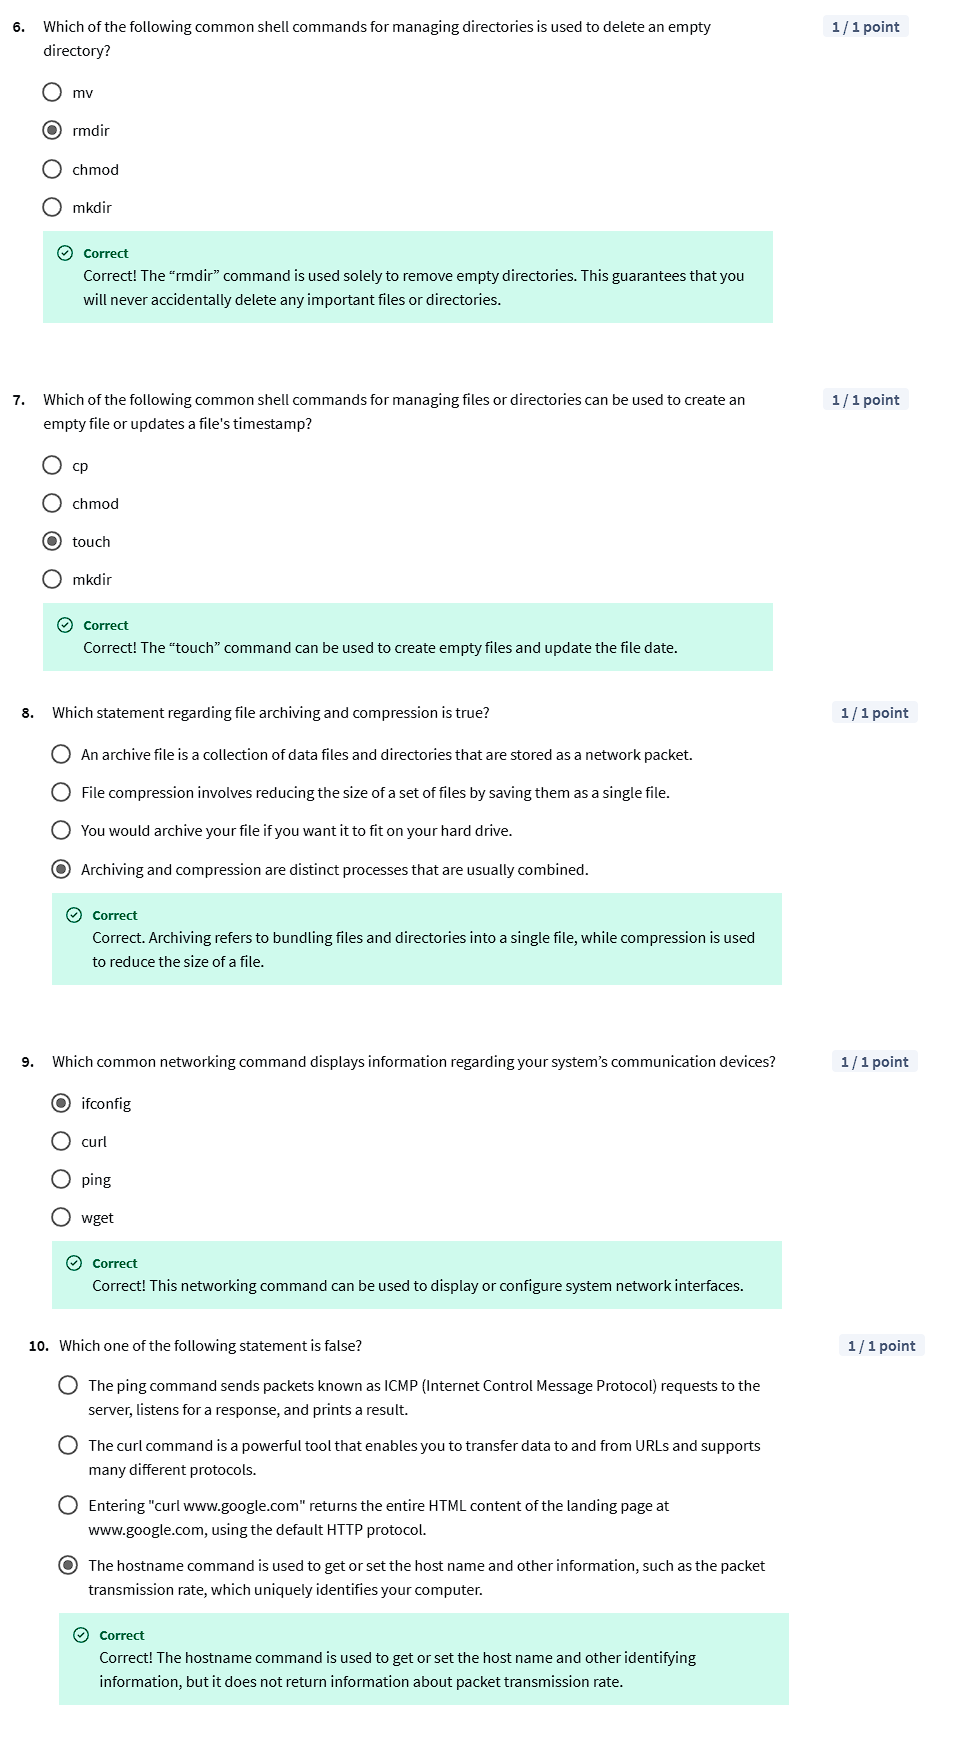 6. Which of the following common shell commands for managing directories is used to delete an empty 1 / 1 point
directory?
mv
rmdir
chmod
mkdir
Correct
Correct! The “rmdir” command is used solely to remove empty directories. This guarantees that you
will never accidentally delete any important files or directories.
7. Which of the following common shell commands for managing files or directories can be used to create an 1 / 1 point
empty file or updates a file's timestamp?
cp
chmod
touch
mkdir
Correct
Correct! The “touch” command can be used to create empty files and update the file date.
8. Which statement regarding file archiving and compression is true? 1 / 1 point
An archive file is a collection of data files and directories that are stored as a network packet.
File compression involves reducing the size of a set of files by saving them as a single file.
You would archive your file if you want it to fit on your hard drive.
Archiving and compression are distinct processes that are usually combined.
Correct
Correct. Archiving refers to bundling files and directories into a single file, while compression is used
to reduce the size of a file.
9. Which common networking command displays information regarding your system’s communication devices? 1 / 1 point
ifconfig
curl
ping
wget
Correct
Correct! This networking command can be used to display or configure system network interfaces.
10. Which one of the following statement is false? 1 / 1 point
The ping command sends packets known as ICMP (Internet Control Message Protocol) requests to the
server, listens for a response, and prints a result.
The curl command is a powerful tool that enables you to transfer data to and from URLs and supports
many different protocols.
Entering "curl www.google.com" returns the entire HTML content of the landing page at
www.google.com, using the default HTTP protocol.
The hostname command is used to get or set the host name and other information, such as the packet
transmission rate, which uniquely identifies your computer.
Correct
Correct! The hostname command is used to get or set the host name and other identifying
information, but it does not return information about packet transmission rate.